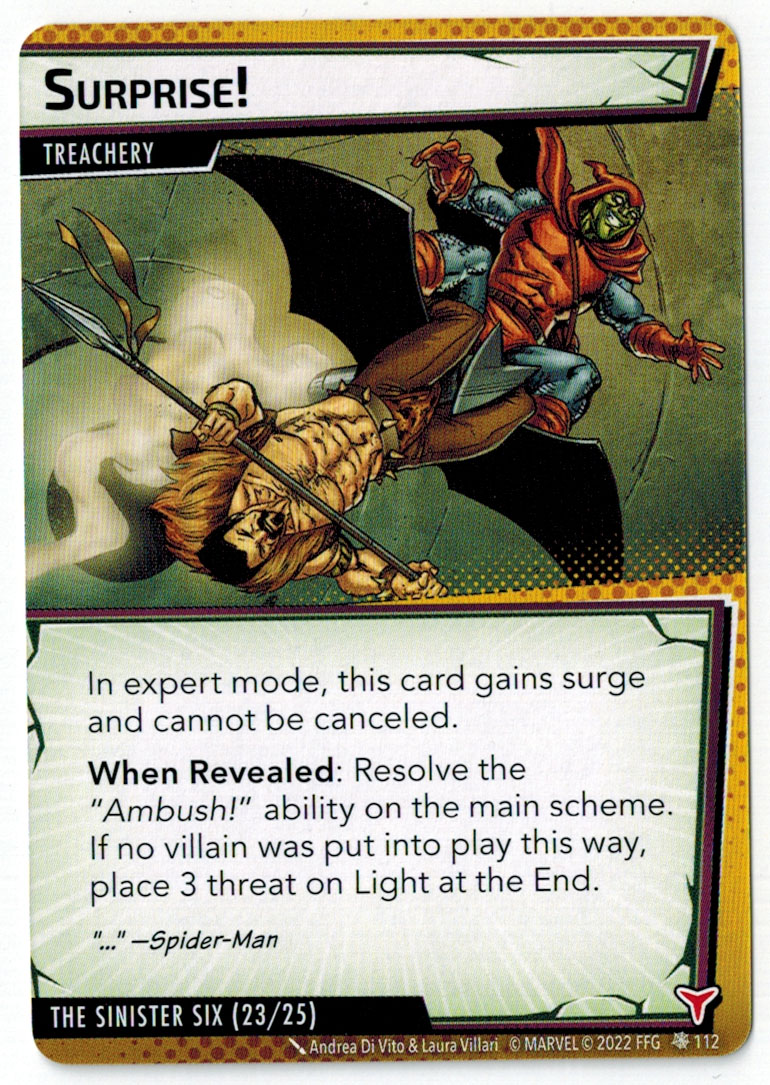 SURPRISE!
TREACHERY
In expert mode, this card gains surge
and cannot be canceled.
When Revealed: Resolve the
"Ambush!" ability on the main scheme.
If no villain was put into play this way,
place 3 threat on Light at the End.
"..." —Spider-Man
THE SINISTER SIX (23/25)
Andrea Di Vito & Laura Villari © MARVEL © 2022 FFG 112